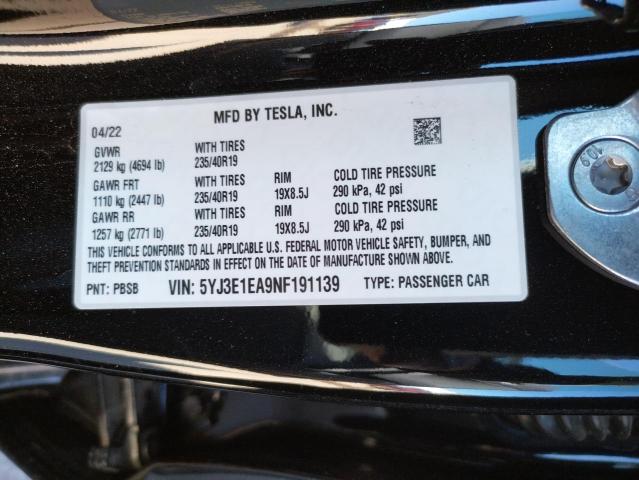 MFD BY TESLA, INC.
04/22
GVWR WITH TIRES
2129 kg (4694 lb) 235/40R19
GAWR FRT WITH TIRES RIM COLD TIRE PRESSURE
1110 kg (2447 lb) 235/40R19 19X8.5J 290 kPa, 42 psi
GAWR RR WITH TIRES RIM COLD TIRE PRESSURE
1257 kg (2771 lb) 235/40R19 19X8.5J 290 kPa, 42 psi
THIS VEHICLE CONFORMS TO ALL APPLICABLE U.S. FEDERAL MOTOR VEHICLE SAFETY, BUMPER, AND
THEFT PREVENTION STANDARDS IN EFFECT ON THE DATE OF MANUFACTURE SHOWN ABOVE.
PNT: PBSB VIN: 5YJ3E1EA9NF191139 TYPE: PASSENGER CAR